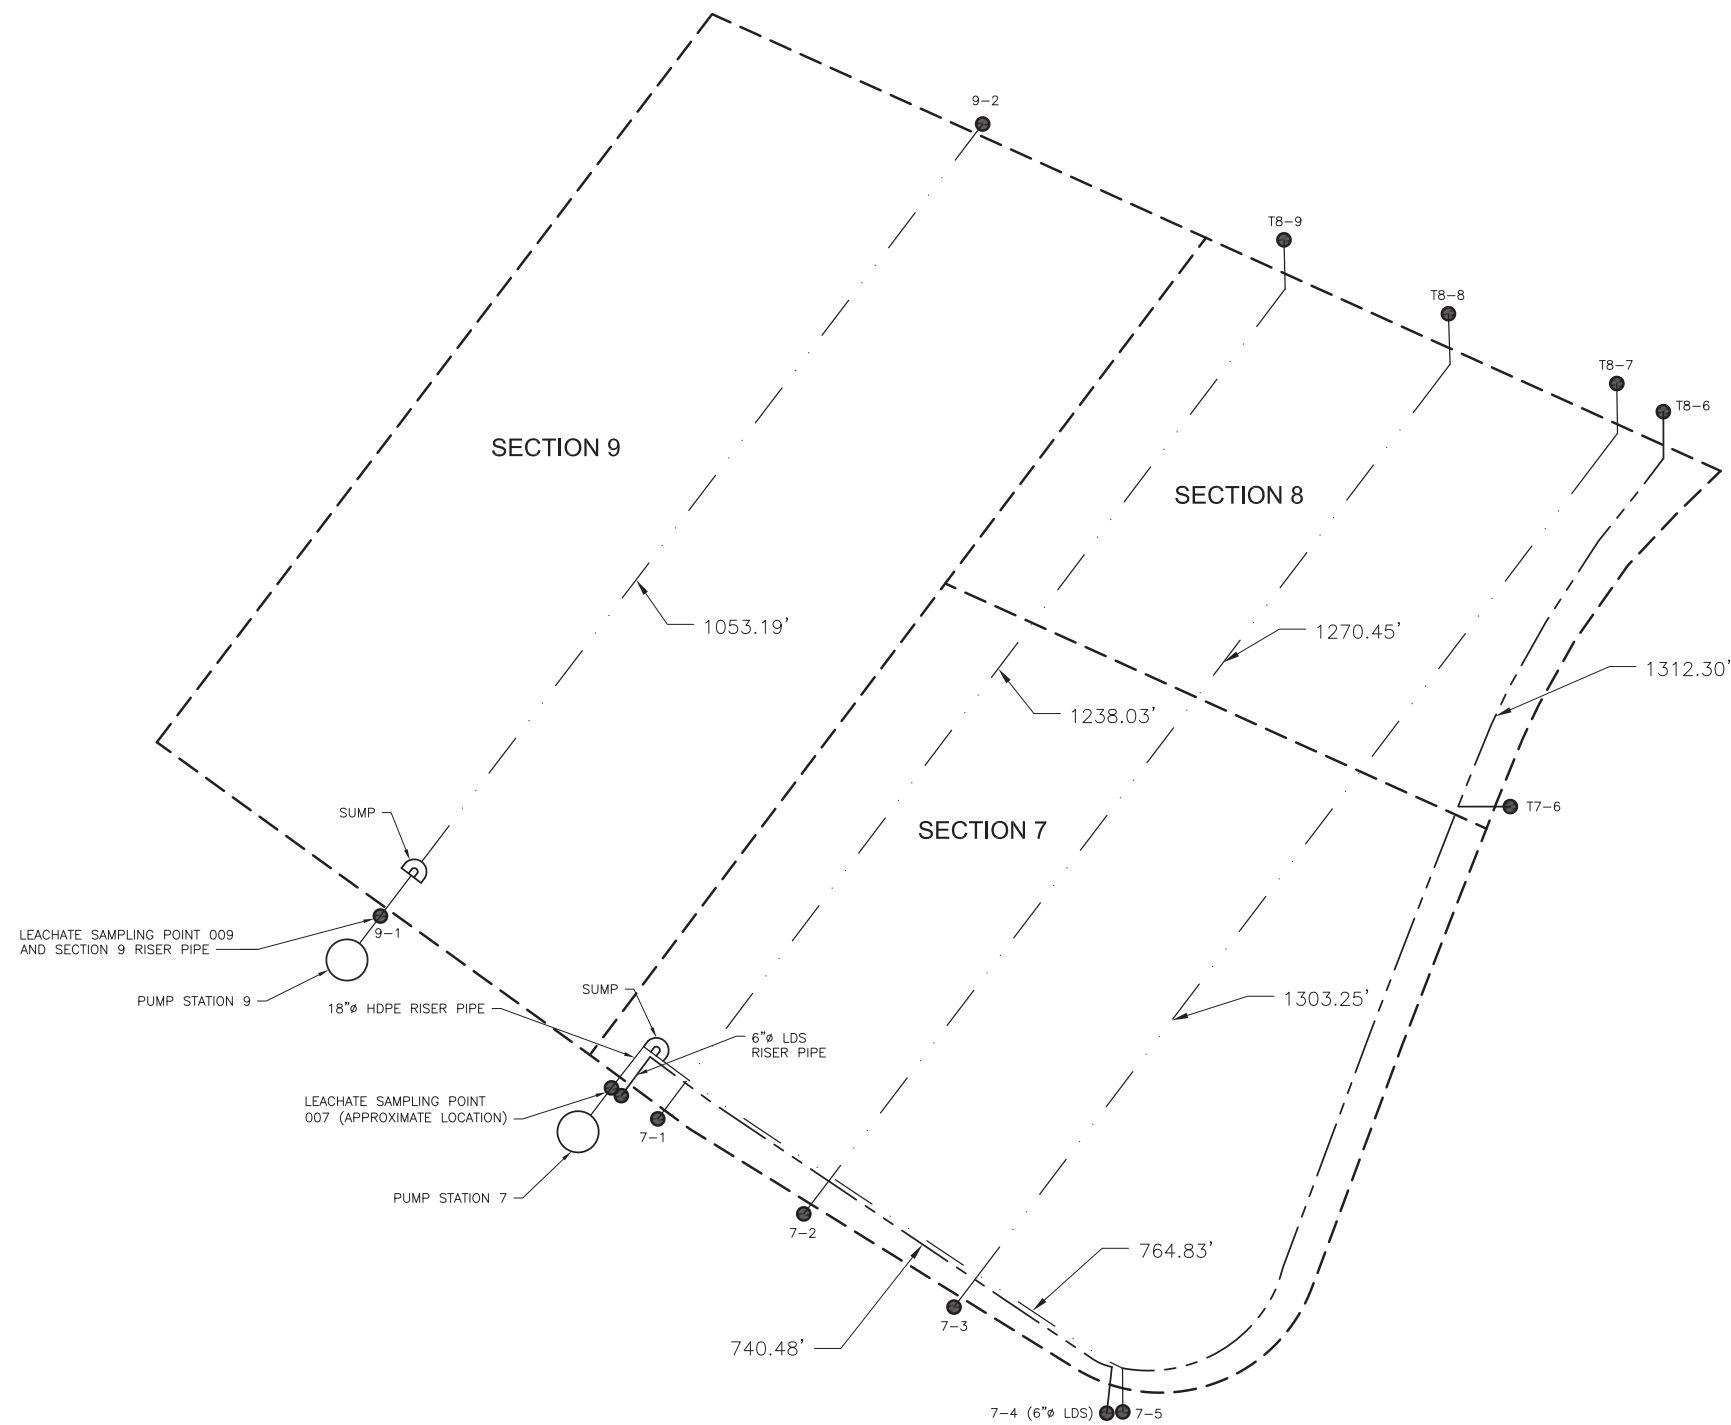 9-2
T8-9
T8-8
T8-7
T8-6
SECTION 9
SECTION 8
1053.19'
1270.45'
1312.30'
1238.03'
SUMP
SECTION 7
T7-6
LEACHATE SAMPLING POINT 009
AND SECTION 9 RISER PIPE
9-1
PUMP STATION 9
18"ø HDPE RISER PIPE
SUMP
1303.25'
6"ø LDS
RISER PIPE
LEACHATE SAMPLING POINT
007 (APPROXIMATE LOCATION)
7-1
PUMP STATION 7
7-2
764.83'
7-3
740.48'
7-4 (6"ø LDS)
7-5